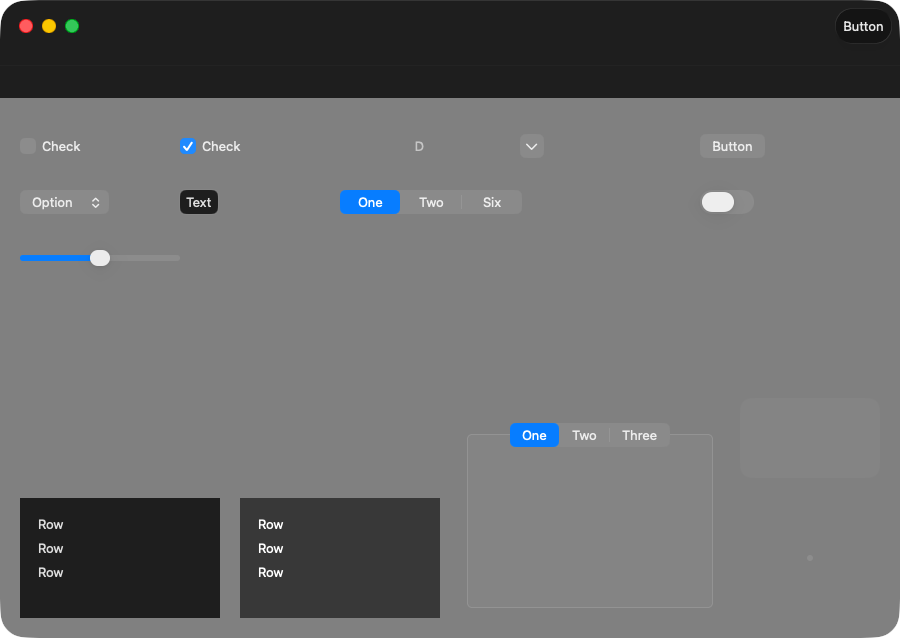 Button
Check
Check
D
Button
Option
Text
One
Two
Six
One
Two
Three
Row
Row
Row
Row
Row
Row